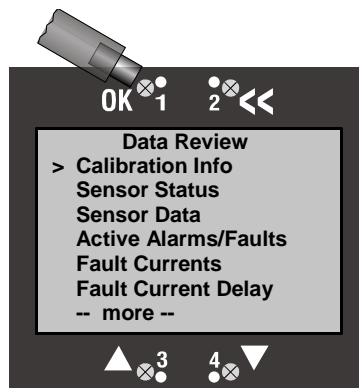 OK 1 2 <<
Data Review
> Calibration Info
Sensor Status
Sensor Data
Active Alarms/Faults
Fault Currents
Fault Current Delay
-- more --
3 4